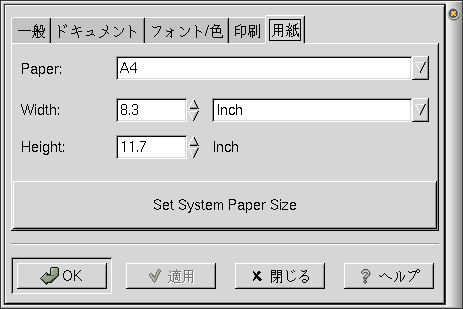 一般 ドキュメント フォント/色 印刷 用紙
Paper: A4
Width: 8.3 Inch
Height: 11.7 Inch
Set System Paper Size
OK 適用 閉じる ヘルプ